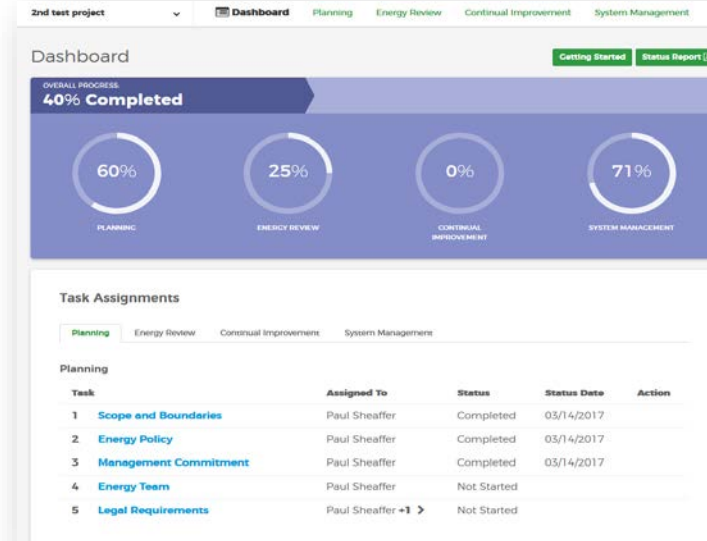 2nd test project Dashboard Planning Energy Review Continual Improvement System Management
Dashboard Getting Started Status Report
OVERALL PROGRESS:
40% Completed
60% 25% 0% 71%
PLANNING ENERGY REVIEW CONTINUAL IMPROVEMENT SYSTEM MANAGEMENT
Task Assignments
Planning Energy Review Continual Improvement System Management
Planning
Task Assigned To Status Status Date Action
1 Scope and Boundaries Paul Sheaffer Completed 03/14/2017
2 Energy Policy Paul Sheaffer Completed 03/14/2017
3 Management Commitment Paul Sheaffer Completed 03/14/2017
4 Energy Team Paul Sheaffer Not Started
5 Legal Requirements Paul Sheaffer +1 Not Started